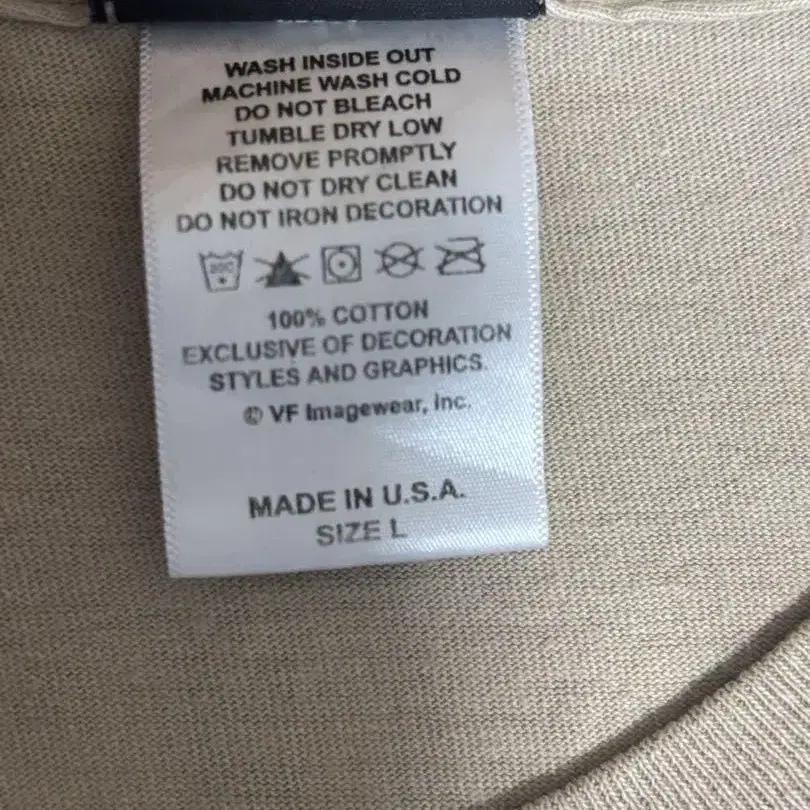 WASH INSIDE OUT
MACHINE WASH COLD
DO NOT BLEACH
TUMBLE DRY LOW
REMOVE PROMPTLY
DO NOT DRY CLEAN
DO NOT IRON DECORATION
30C
100% COTTON
EXCLUSIVE OF DECORATION
STYLES AND GRAPHICS.
© VF Imagewear, Inc.
MADE IN U.S.A.
SIZE L